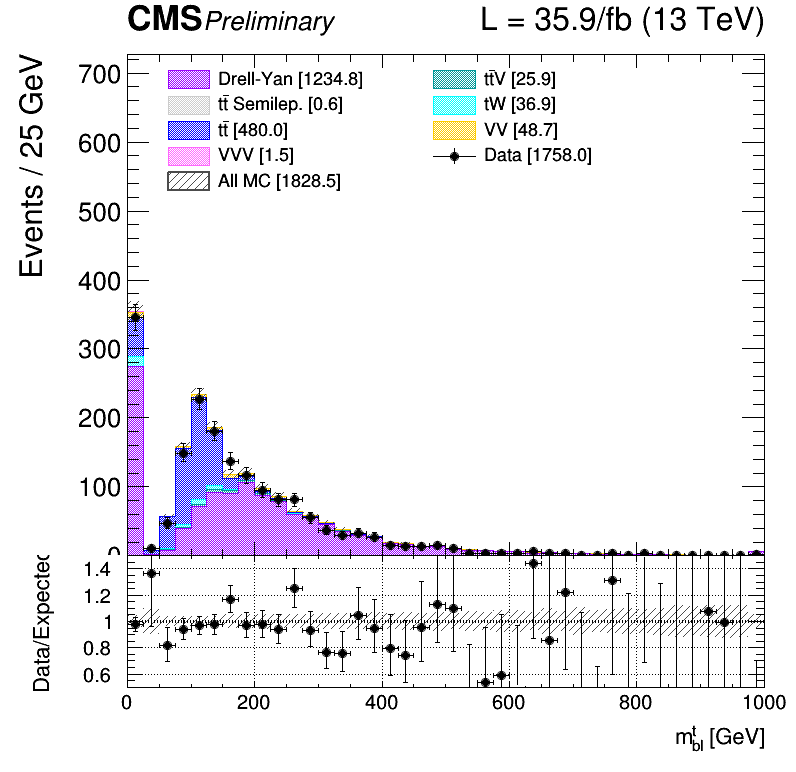 CMS Preliminary L = 35.9/fb (13 TeV)
Events / 25 GeV
700
600
500
400
300
200
100
0
Drell-Yan [1234.8]
tt̄ Semilep. [0.6]
tt̄ [480.0]
VVV [1.5]
All MC [1828.5]
tt̄V [25.9]
tW [36.9]
VV [48.7]
Data [1758.0]
Data/Expected
1.4
1.2
1
0.8
0.6
0 200 400 600 800 1000
m^t_bl [GeV]